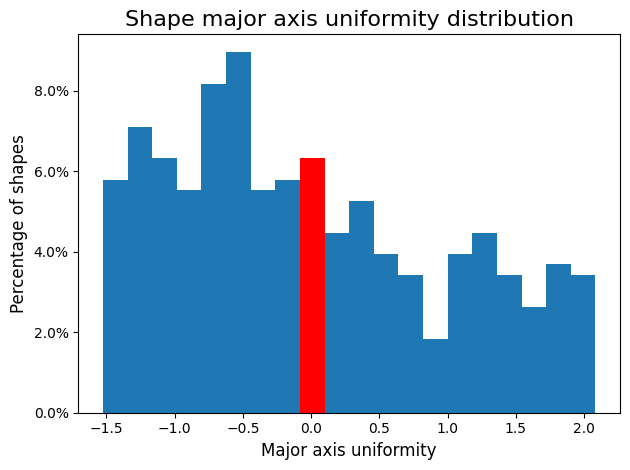 Shape major axis uniformity distribution
Percentage of shapes
8.0%
6.0%
4.0%
2.0%
0.0%
−1.5 −1.0 −0.5 0.0 0.5 1.0 1.5 2.0
Major axis uniformity